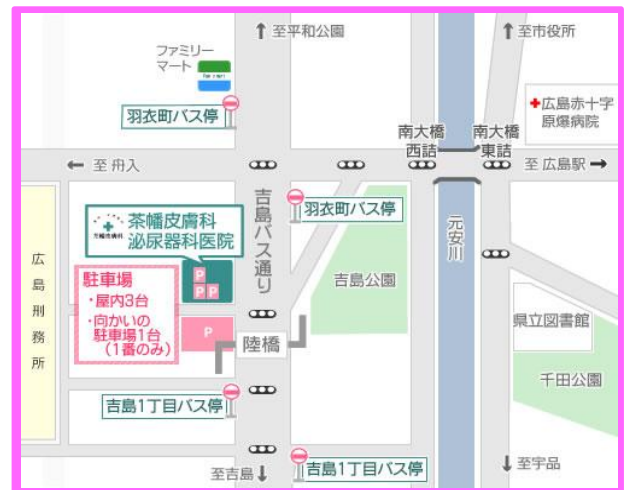 至平和公園
至市役所
ファミリー
マート
羽衣町バス停
広島赤十字
原爆病院
南大橋
西詰
南大橋
東詰
← 至 舟入
至 広島駅 →
吉島バス通り
羽衣町バス停
元安川
茶幡皮膚科
泌尿器科医院
吉島公園
広島刑務所
駐車場
・屋内3台
・向かいの
駐車場1台
(1番のみ)
P
P P
P
陸橋
県立図書館
千田公園
吉島1丁目バス停
至吉島
吉島1丁目バス停
至宇品